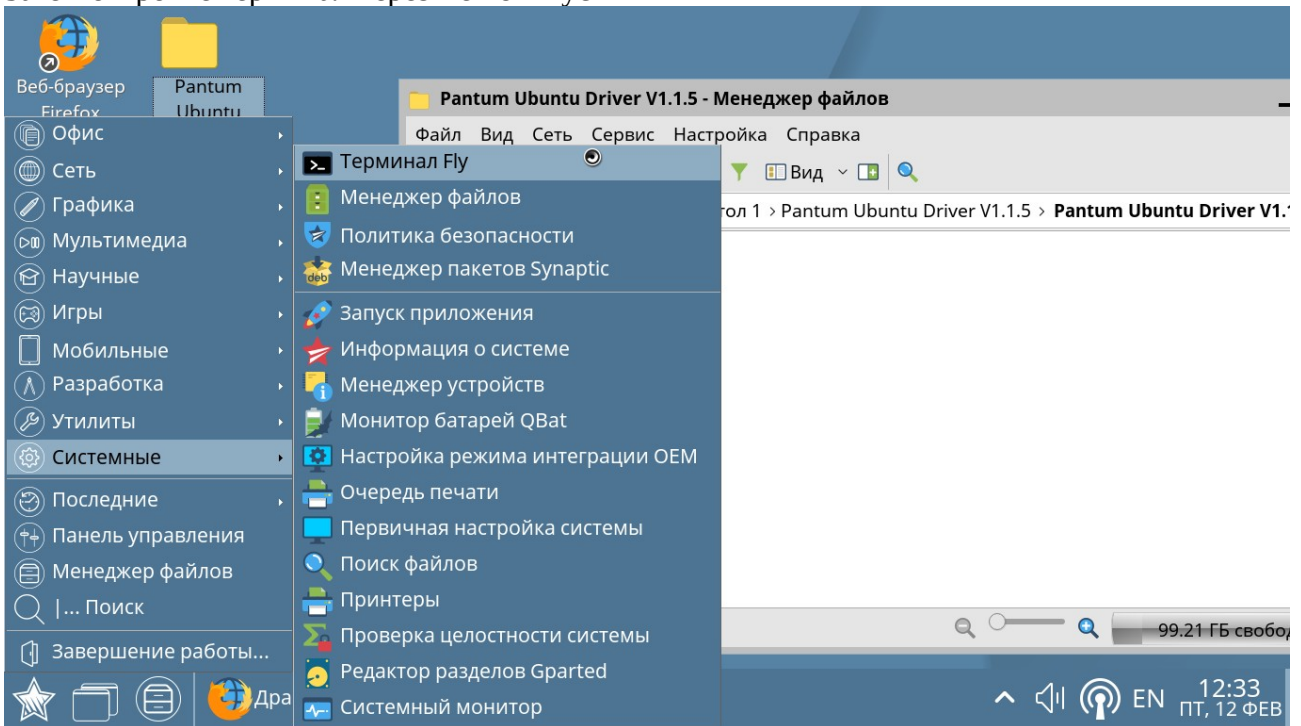 Веб-браузер
Firefox
Pantum
Ubuntu
Pantum Ubuntu Driver V1.1.5 - Менеджер файлов
Файл Вид Сеть Сервис Настройка Справка
Вид
тол 1 › Pantum Ubuntu Driver V1.1.5 › Pantum Ubuntu Driver V1.1
Офис
Сеть
Графика
Мультимедиа
Научные
Игры
Мобильные
Разработка
Утилиты
Системные
Последние
Панель управления
Менеджер файлов
|... Поиск
Завершение работы...
Терминал Fly
Менеджер файлов
Политика безопасности
Менеджер пакетов Synaptic
Запуск приложения
Информация о системе
Менеджер устройств
Монитор батарей QBat
Настройка режима интеграции OEM
Очередь печати
Первичная настройка системы
Поиск файлов
Принтеры
Проверка целостности системы
Редактор разделов Gparted
Системный монитор
99.21 ГБ свобод
Дра
EN
12:33
ПТ, 12 ФЕВ